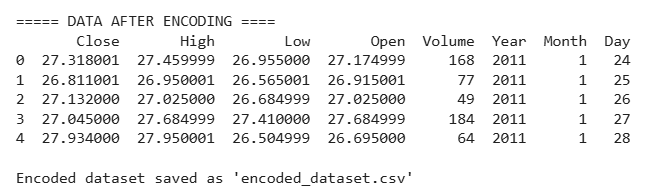 ===== DATA AFTER ENCODING ====
Close High Low Open Volume Year Month Day
0 27.318001 27.459999 26.955000 27.174999 168 2011 1 24
1 26.811001 26.950001 26.565001 26.915001 77 2011 1 25
2 27.132000 27.025000 26.684999 27.025000 49 2011 1 26
3 27.045000 27.684999 27.410000 27.684999 184 2011 1 27
4 27.934000 27.950001 26.504999 26.695000 64 2011 1 28
Encoded dataset saved as 'encoded_dataset.csv'